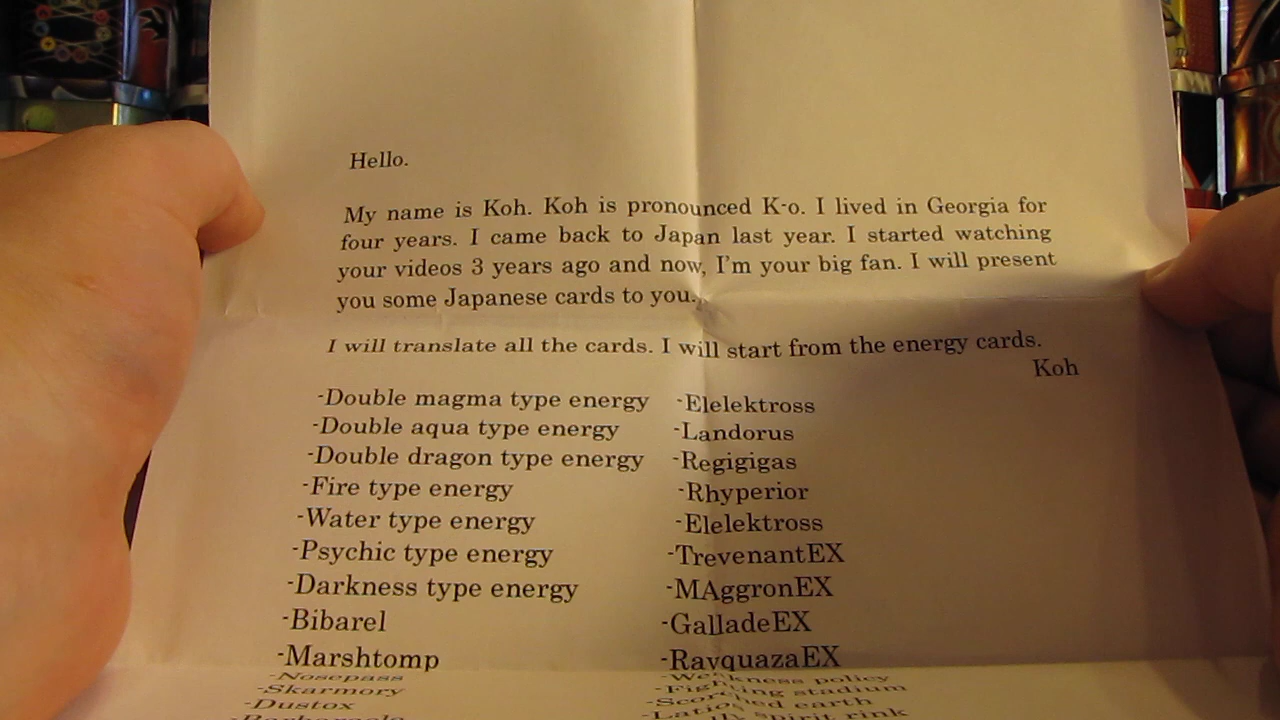 Hello.
My name is Koh. Koh is pronounced K-o. I lived in Georgia for
four years. I came back to Japan last year. I started watching
your videos 3 years ago and now, I'm your big fan. I will present
you some Japanese cards to you.
I will translate all the cards. I will start from the energy cards.
Koh
-Double magma type energy
-Double aqua type energy
-Double dragon type energy
-Fire type energy
-Water type energy
-Psychic type energy
-Darkness type energy
-Bibarel
-Marshtomp
-Nosepass
-Skarmory
-Dustox
-Elelektross
-Landorus
-Regigigas
-Rhyperior
-Elelektross
-TrevenantEX
-MAggronEX
-GalladeEX
-RayquazaEX
-Weakness policy
-Fighting stadium
-Scorched earth
spirit rink